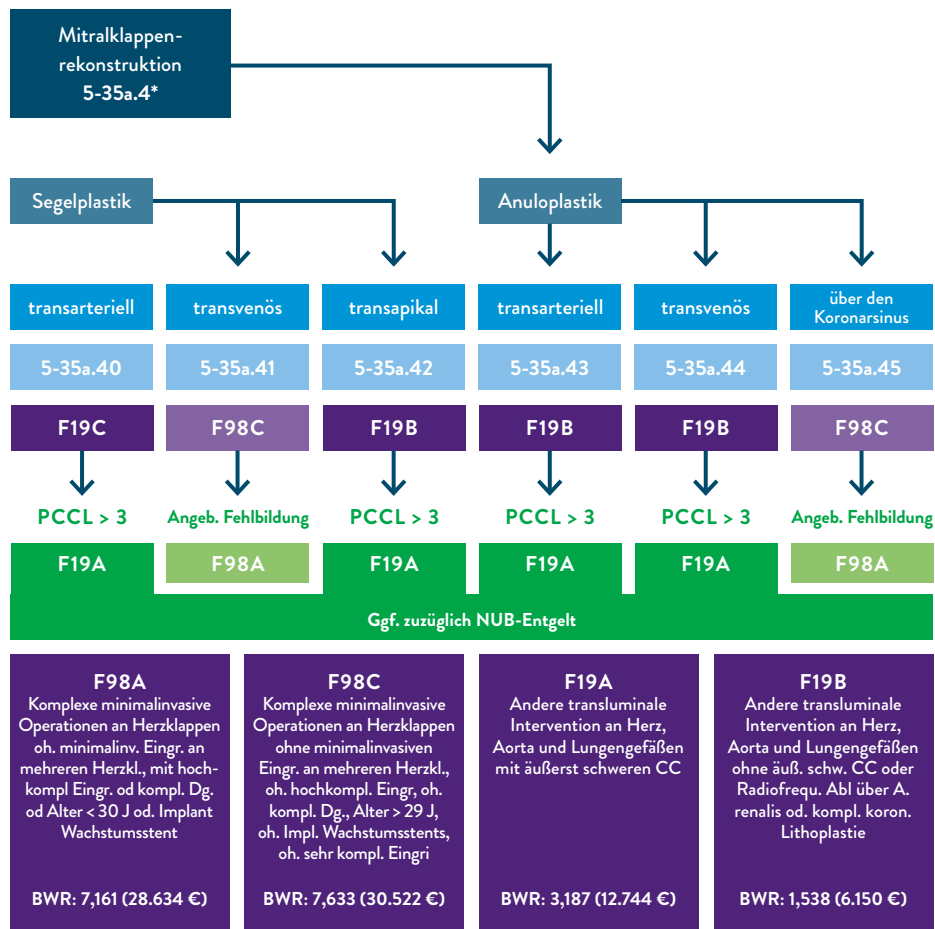 Mitralklappen-
rekonstruktion
5-35a.4*
Segelplastik
Anuloplastik
transarteriell
transvenös
transapikal
transarteriell
transvenös
über den
Koronarsinus
5-35a.40
5-35a.41
5-35a.42
5-35a.43
5-35a.44
5-35a.45
F19C
F98C
F19B
F19B
F19B
F98C
PCCL > 3
Angeb. Fehlbildung
PCCL > 3
PCCL > 3
PCCL > 3
Angeb. Fehlbildung
F19A
F98A
F19A
F19A
F19A
F98A
Ggf. zuzüglich NUB-Entgelt
F98A
Komplexe minimalinvasive
Operationen an Herzklappen
oh. minimalinv. Eingr. an
mehreren Herzkl., mit hoch-
kompl Eingr. od kompl. Dg.
od Alter < 30 J od. Implant
Wachstumsstent
BWR: 7,161 (28.634 €)
F98C
Komplexe minimalinvasive
Operationen an Herzklappen
ohne minimalinvasiven
Eingr. an mehreren Herzkl.,
oh. hochkompl. Eingr, oh.
kompl. Dg., Alter > 29 J,
oh. Impl. Wachstumsstents,
oh. sehr kompl. Eingri
BWR: 7,633 (30.522 €)
F19A
Andere transluminale
Intervention an Herz,
Aorta und Lungengefäßen
mit äußerst schweren CC
BWR: 3,187 (12.744 €)
F19B
Andere transluminale
Intervention an Herz,
Aorta und Lungengefäßen
ohne äuß. schw. CC oder
Radiofrequ. Abl über A.
renalis od. kompl. koron.
Lithoplastie
BWR: 1,538 (6.150 €)